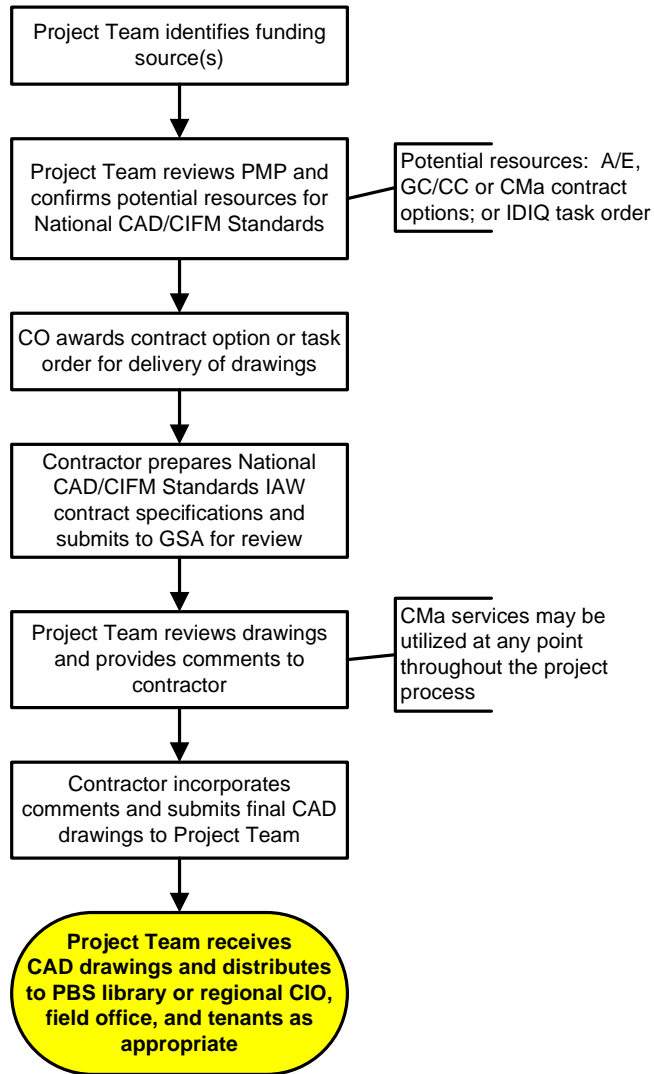 Project Team identifies funding
source(s)
Project Team reviews PMP and
confirms potential resources for
National CAD/CIFM Standards
Potential resources:  A/E,
GC/CC or CMa contract
options; or IDIQ task order
CO awards contract option or task
order for delivery of drawings
Contractor prepares National
CAD/CIFM Standards IAW
contract specifications and
submits to GSA for review
Project Team reviews drawings
and provides comments to
contractor
CMa services may be
utilized at any point
throughout the project
process
Contractor incorporates
comments and submits final CAD
drawings to Project Team
Project Team receives
CAD drawings and distributes
to PBS library or regional CIO,
field office, and tenants as
appropriate